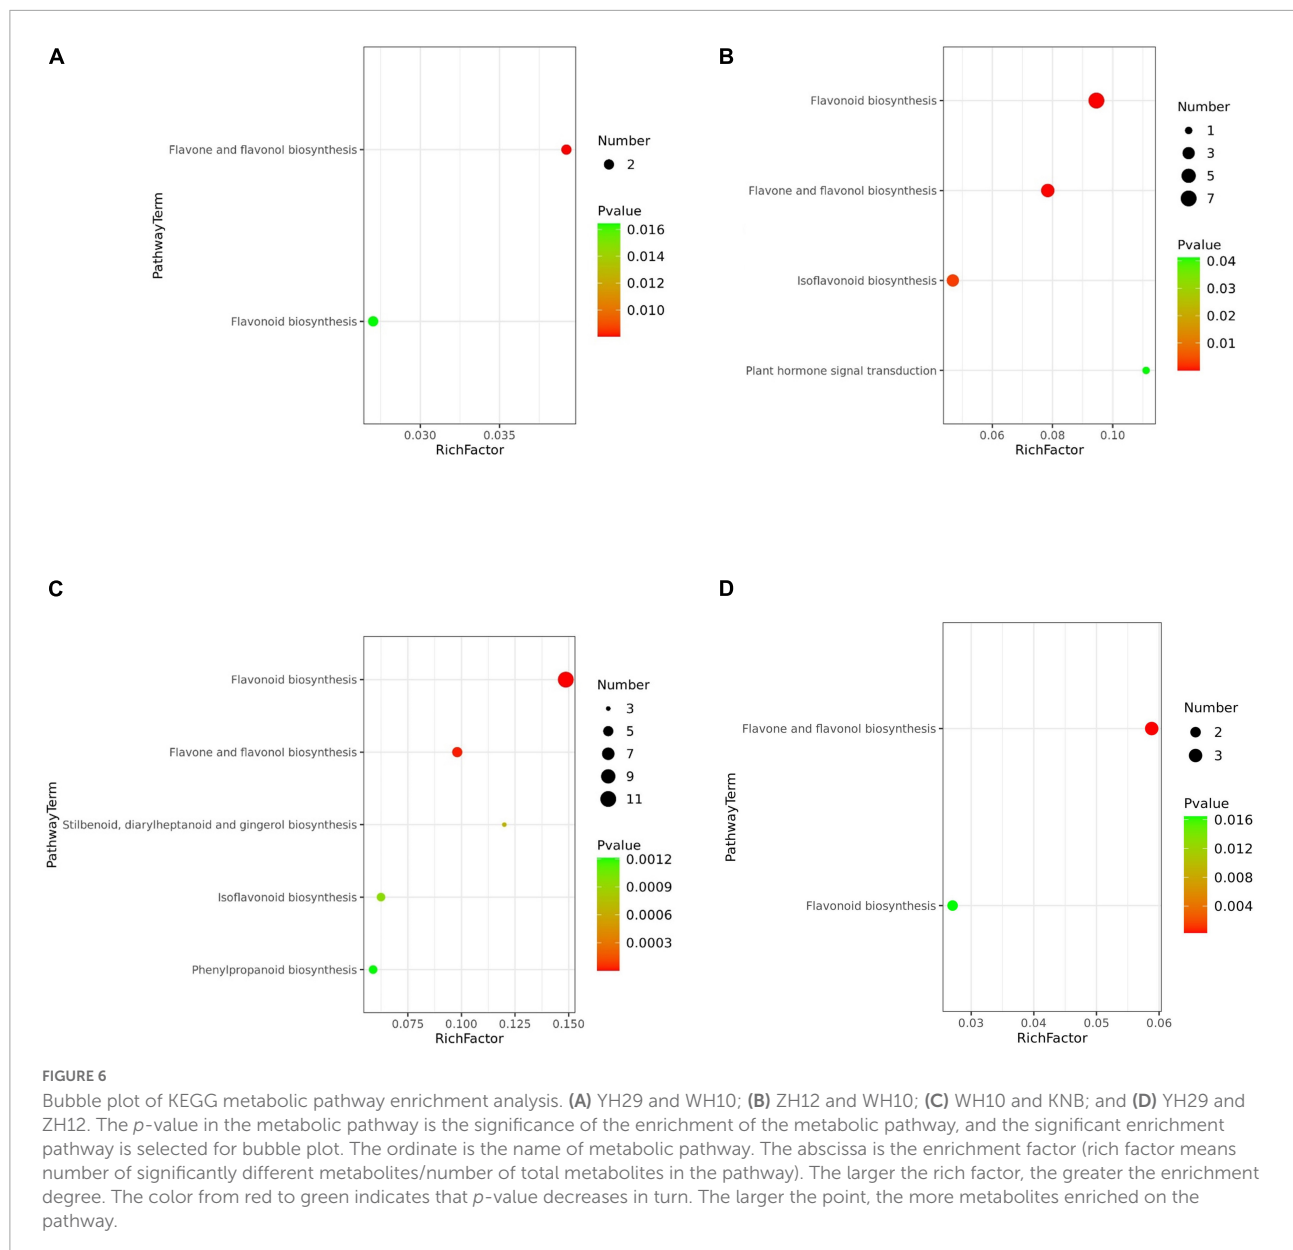 A
Flavone and flavonol biosynthesis
Flavonoid biosynthesis
PathwayTerm
0.030 0.035
RichFactor
Number
2
Pvalue
0.016
0.014
0.012
0.010
B
Flavonoid biosynthesis
Flavone and flavonol biosynthesis
Isoflavonoid biosynthesis
Plant hormone signal transduction
0.06 0.08 0.10
RichFactor
Number
1
3
5
7
Pvalue
0.04
0.03
0.02
0.01
C
Flavonoid biosynthesis
Flavone and flavonol biosynthesis
Stilbenoid, diarylheptanoid and gingerol biosynthesis
Isoflavonoid biosynthesis
Phenylpropanoid biosynthesis
PathwayTerm
0.075 0.100 0.125 0.150
RichFactor
Number
3
5
7
9
11
Pvalue
0.0012
0.0009
0.0006
0.0003
D
Flavone and flavonol biosynthesis
Flavonoid biosynthesis
PathwayTerm
0.03 0.04 0.05 0.06
RichFactor
Number
2
3
Pvalue
0.016
0.012
0.008
0.004
FIGURE 6
Bubble plot of KEGG metabolic pathway enrichment analysis. (A) YH29 and WH10; (B) ZH12 and WH10; (C) WH10 and KNB; and (D) YH29 and
ZH12. The p-value in the metabolic pathway is the significance of the enrichment of the metabolic pathway, and the significant enrichment
pathway is selected for bubble plot. The ordinate is the name of metabolic pathway. The abscissa is the enrichment factor (rich factor means
number of significantly different metabolites/number of total metabolites in the pathway). The larger the rich factor, the greater the enrichment
degree. The color from red to green indicates that p-value decreases in turn. The larger the point, the more metabolites enriched on the
pathway.